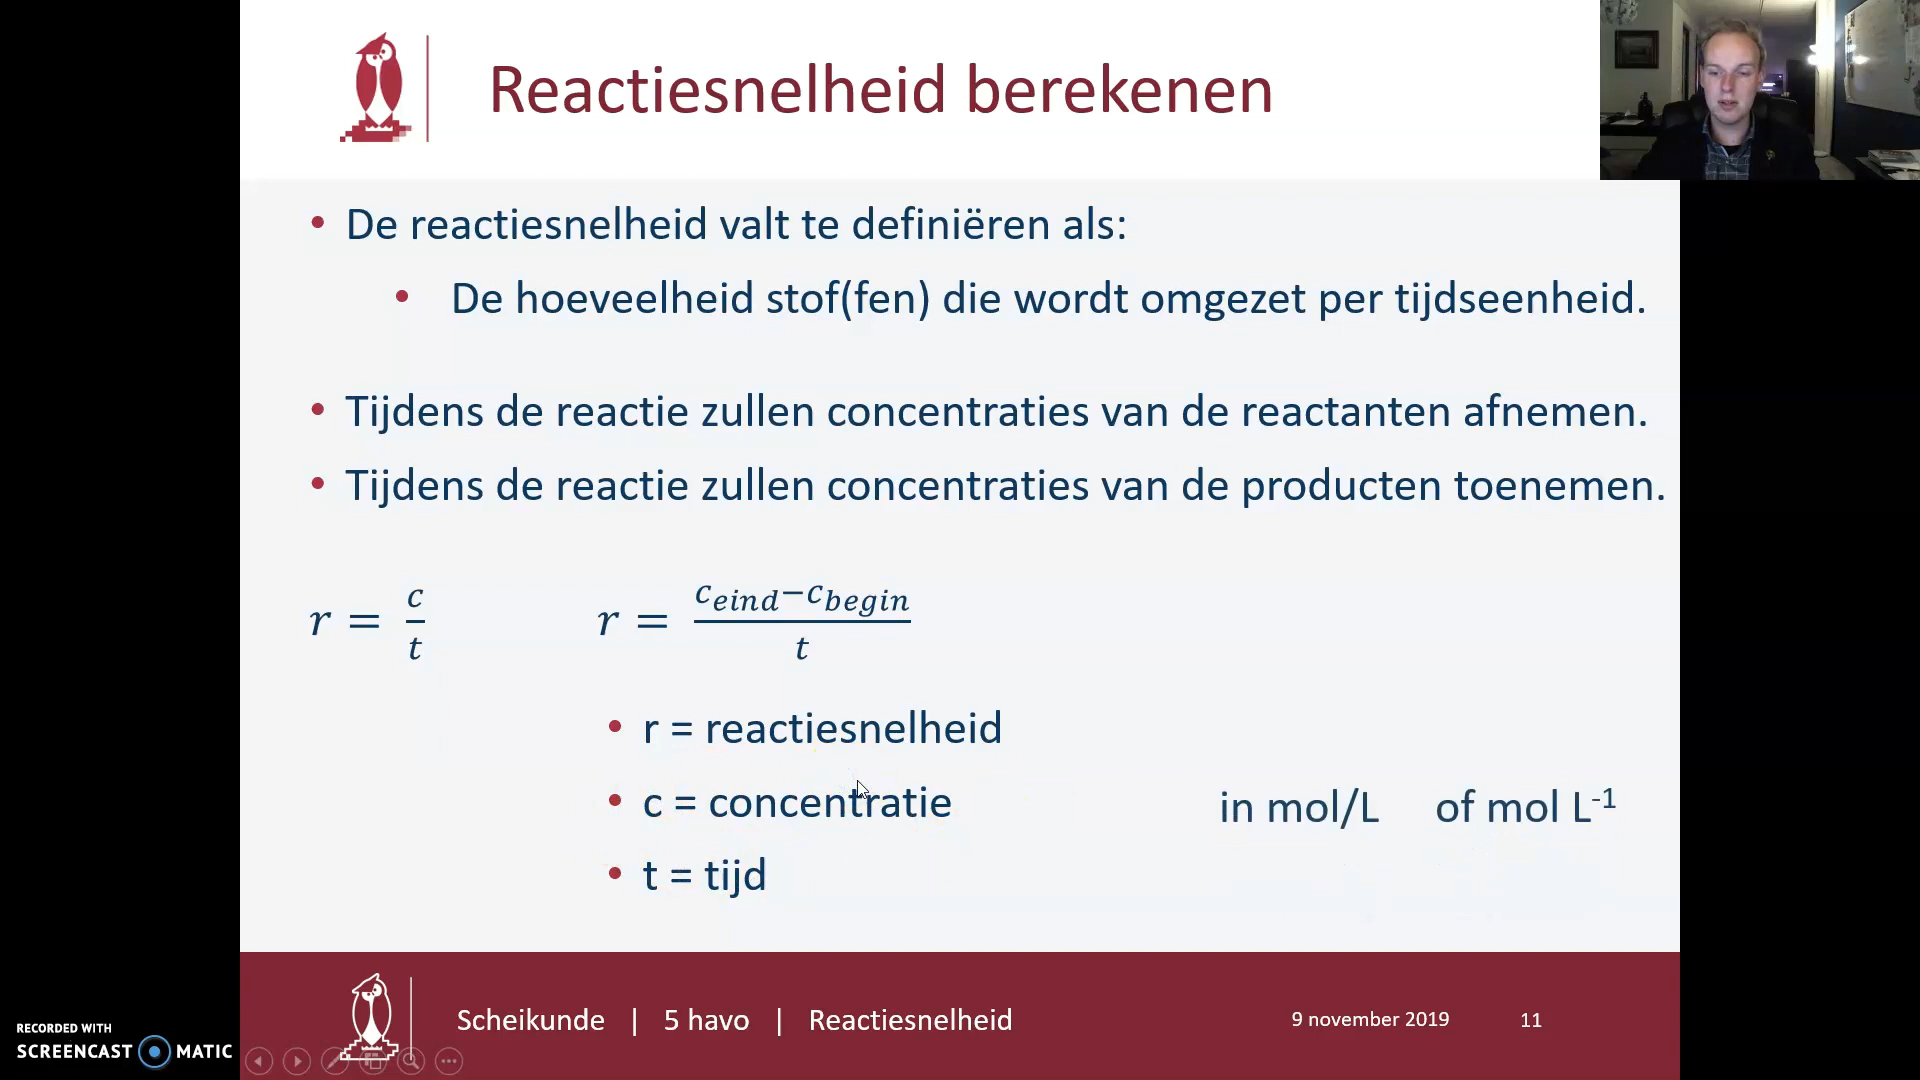 Reactiesnelheid berekenen
• De reactiesnelheid valt te definiëren als:
• De hoeveelheid stof(fen) die wordt omgezet per tijdseenheid.
• Tijdens de reactie zullen concentraties van de reactanten afnemen.
• Tijdens de reactie zullen concentraties van de producten toenemen.
r = c/t    r = (c_eind − c_begin)/t
• r = reactiesnelheid
• c = concentratie    in mol/L    of mol L⁻¹
• t = tijd
Scheikunde | 5 havo | Reactiesnelheid    9 november 2019    11
RECORDED WITH
SCREENCAST MATIC